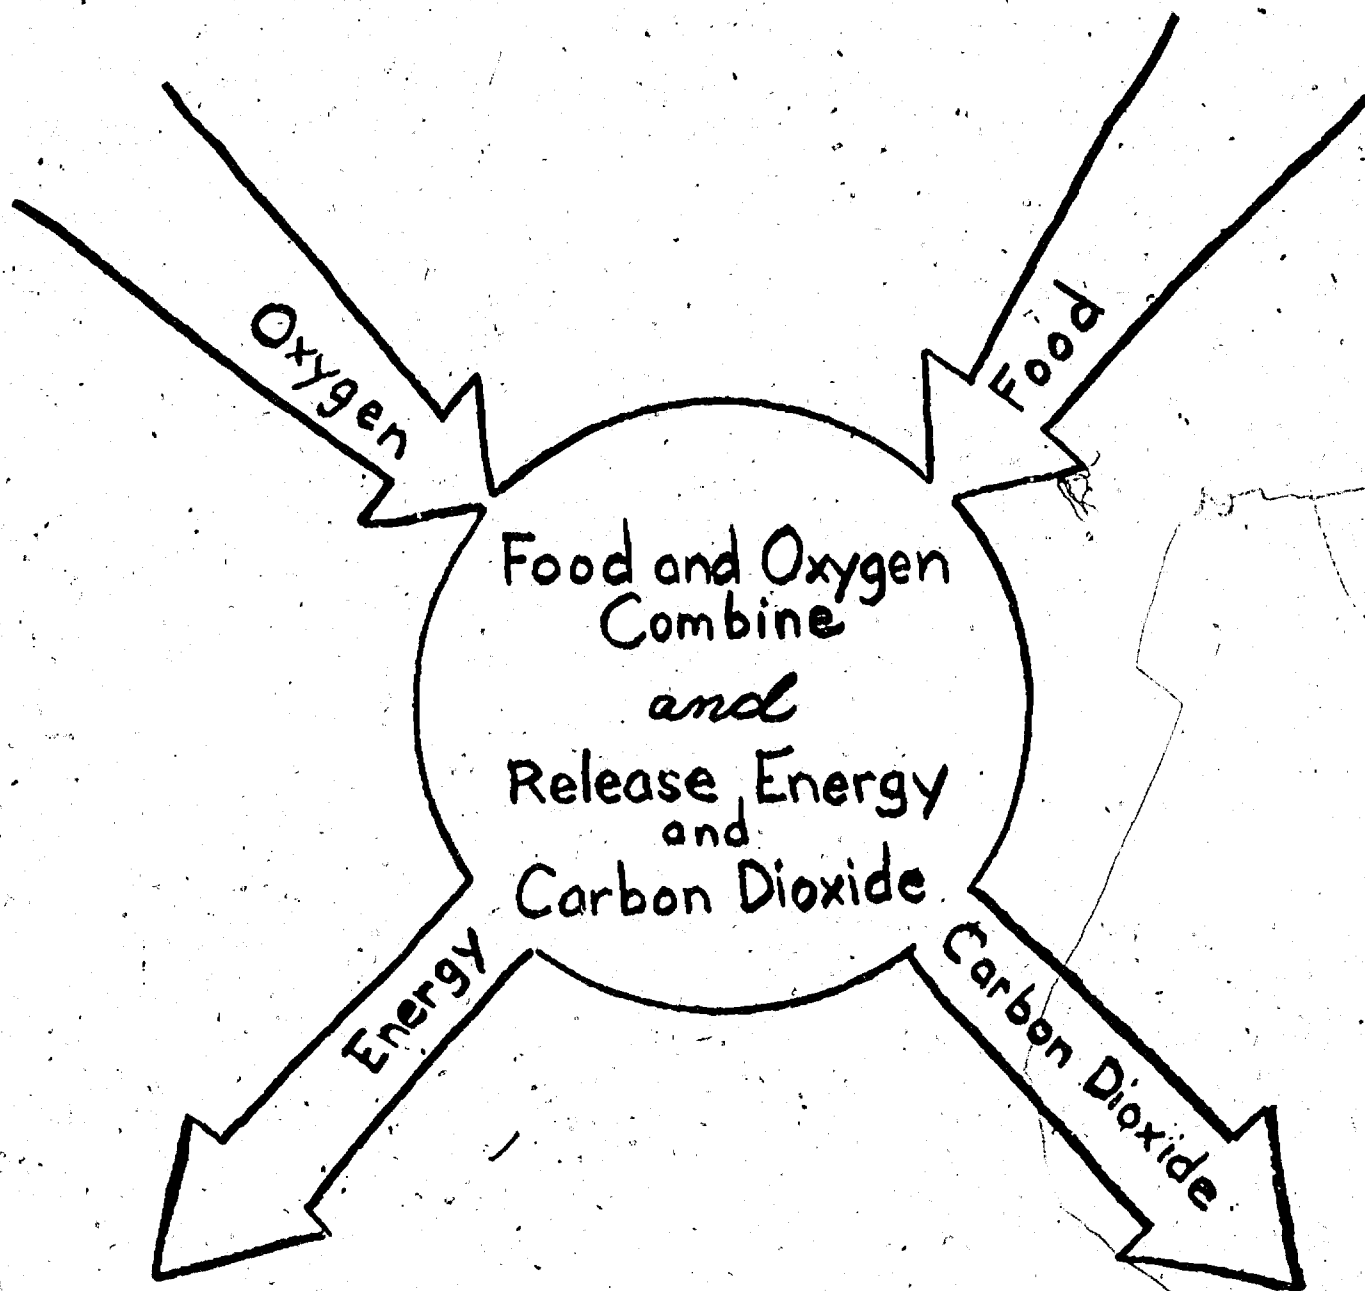 Oxygen
Food
Food and Oxygen
Combine
and
Release Energy
and
Carbon Dioxide
Energy
Carbon Dioxide